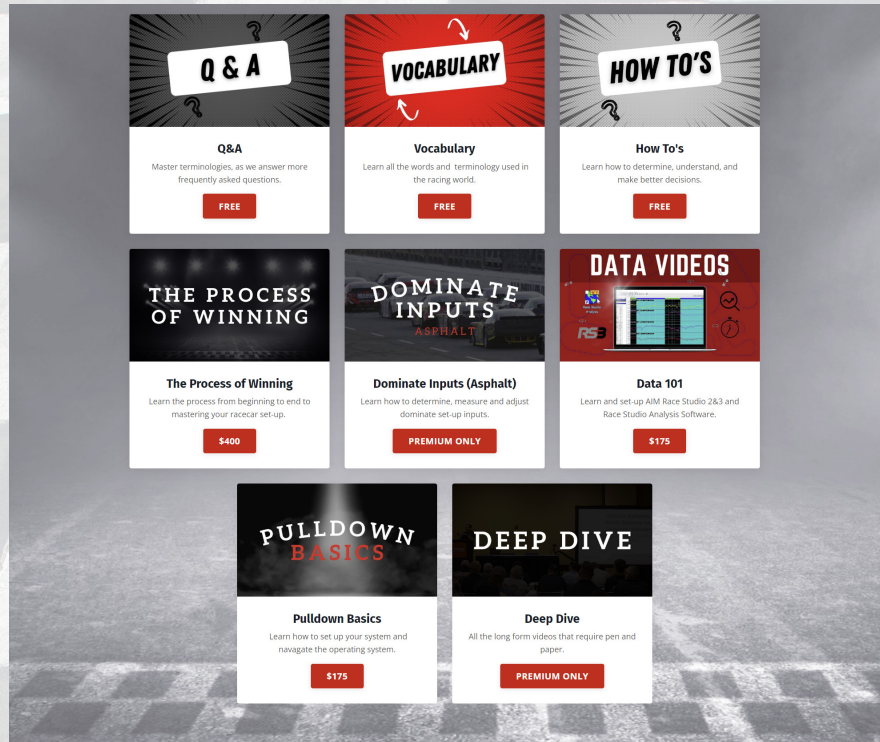 Q & A
VOCABULARY
HOW TO'S
Q&A
Master terminologies, as we answer more
frequently asked questions.
FREE
Vocabulary
Learn all the words and terminology used in
the racing world.
FREE
How To's
Learn how to determine, understand, and
make better decisions.
FREE
THE PROCESS
OF WINNING
DOMINATE
INPUTS
ASPHALT
DATA VIDEOS
RS3
The Process of Winning
Learn the process from beginning to end to
mastering your racecar set-up.
$400
Dominate Inputs (Asphalt)
Learn how to determine, measure and adjust
dominate set-up inputs.
PREMIUM ONLY
Data 101
Learn and set-up AIM Race Studio 2&3 and
Race Studio Analysis Software.
$175
PULLDOWN
BASICS
DEEP DIVE
Pulldown Basics
Learn how to set up your system and
navagate the operating system.
$175
Deep Dive
All the long form videos that require pen and
paper.
PREMIUM ONLY